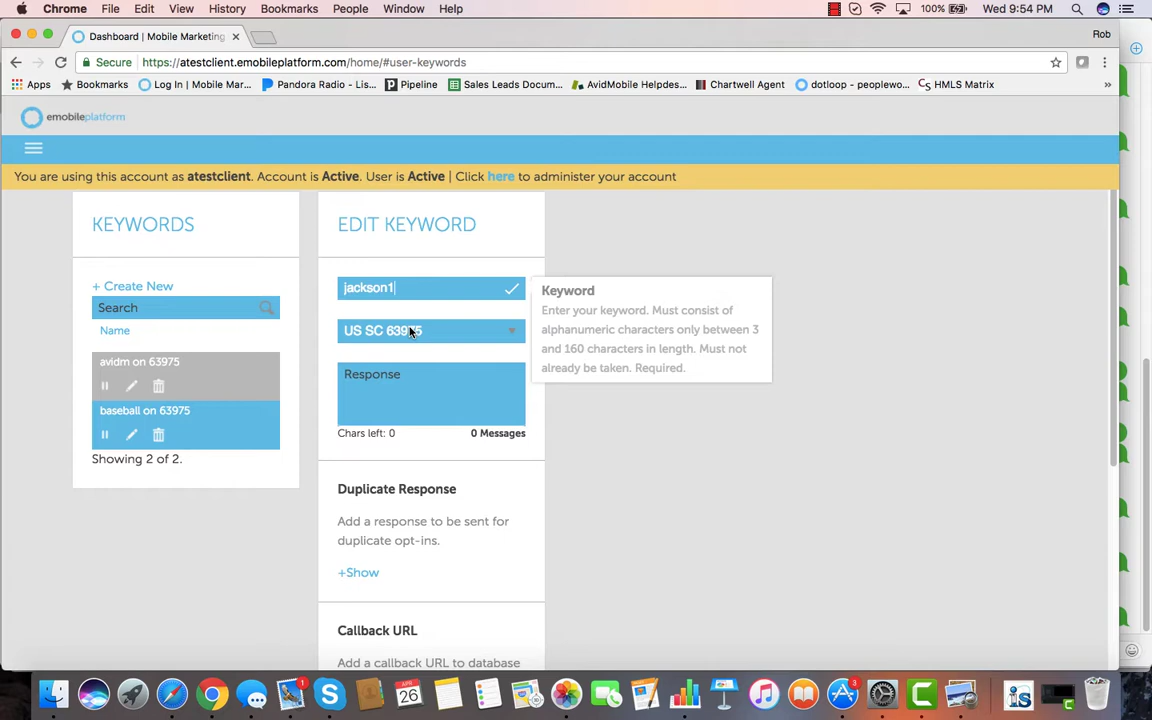 Chrome File Edit View History Bookmarks People Window Help 100% Wed 9:54 PM
Dashboard | Mobile Marketing Rob
Secure https://atestclient.emobileplatform.com/home/#user-keywords
Apps Bookmarks Log In | Mobile Mar... Pandora Radio - Lis... Pipeline Sales Leads Docum... AvidMobile Helpdes... Chartwell Agent dotloop - peoplewo... HMLS Matrix »
emobileplatform
You are using this account as atestclient. Account is Active. User is Active | Click here to administer your account
KEYWORDS
+ Create New
Search
Name
avidm on 63975
baseball on 63975
Showing 2 of 2.
EDIT KEYWORD
jackson1
US SC 63975
Response
Chars left: 0 0 Messages
Duplicate Response
Add a response to be sent for
duplicate opt-ins.
+Show
Callback URL
Add a callback URL to database
Keyword
Enter your keyword. Must consist of
alphanumeric characters only between 3
and 160 characters in length. Must not
already be taken. Required.
APR
26
1
3